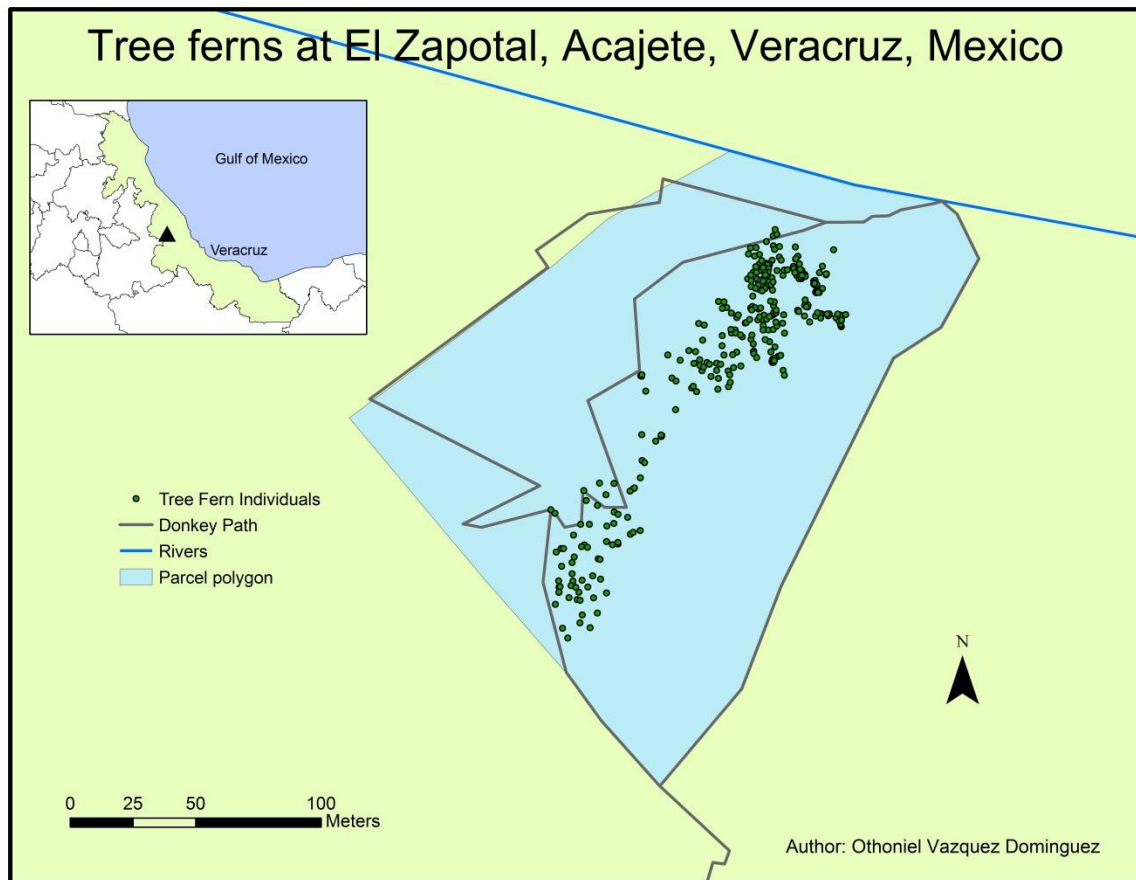 Tree ferns at El Zapotal, Acajete, Veracruz, Mexico
Gulf of Mexico
Veracruz
Tree Fern Individuals
Donkey Path
Rivers
Parcel polygon
N
0 25 50 100
Meters
Author: Othoniel Vazquez Dominguez